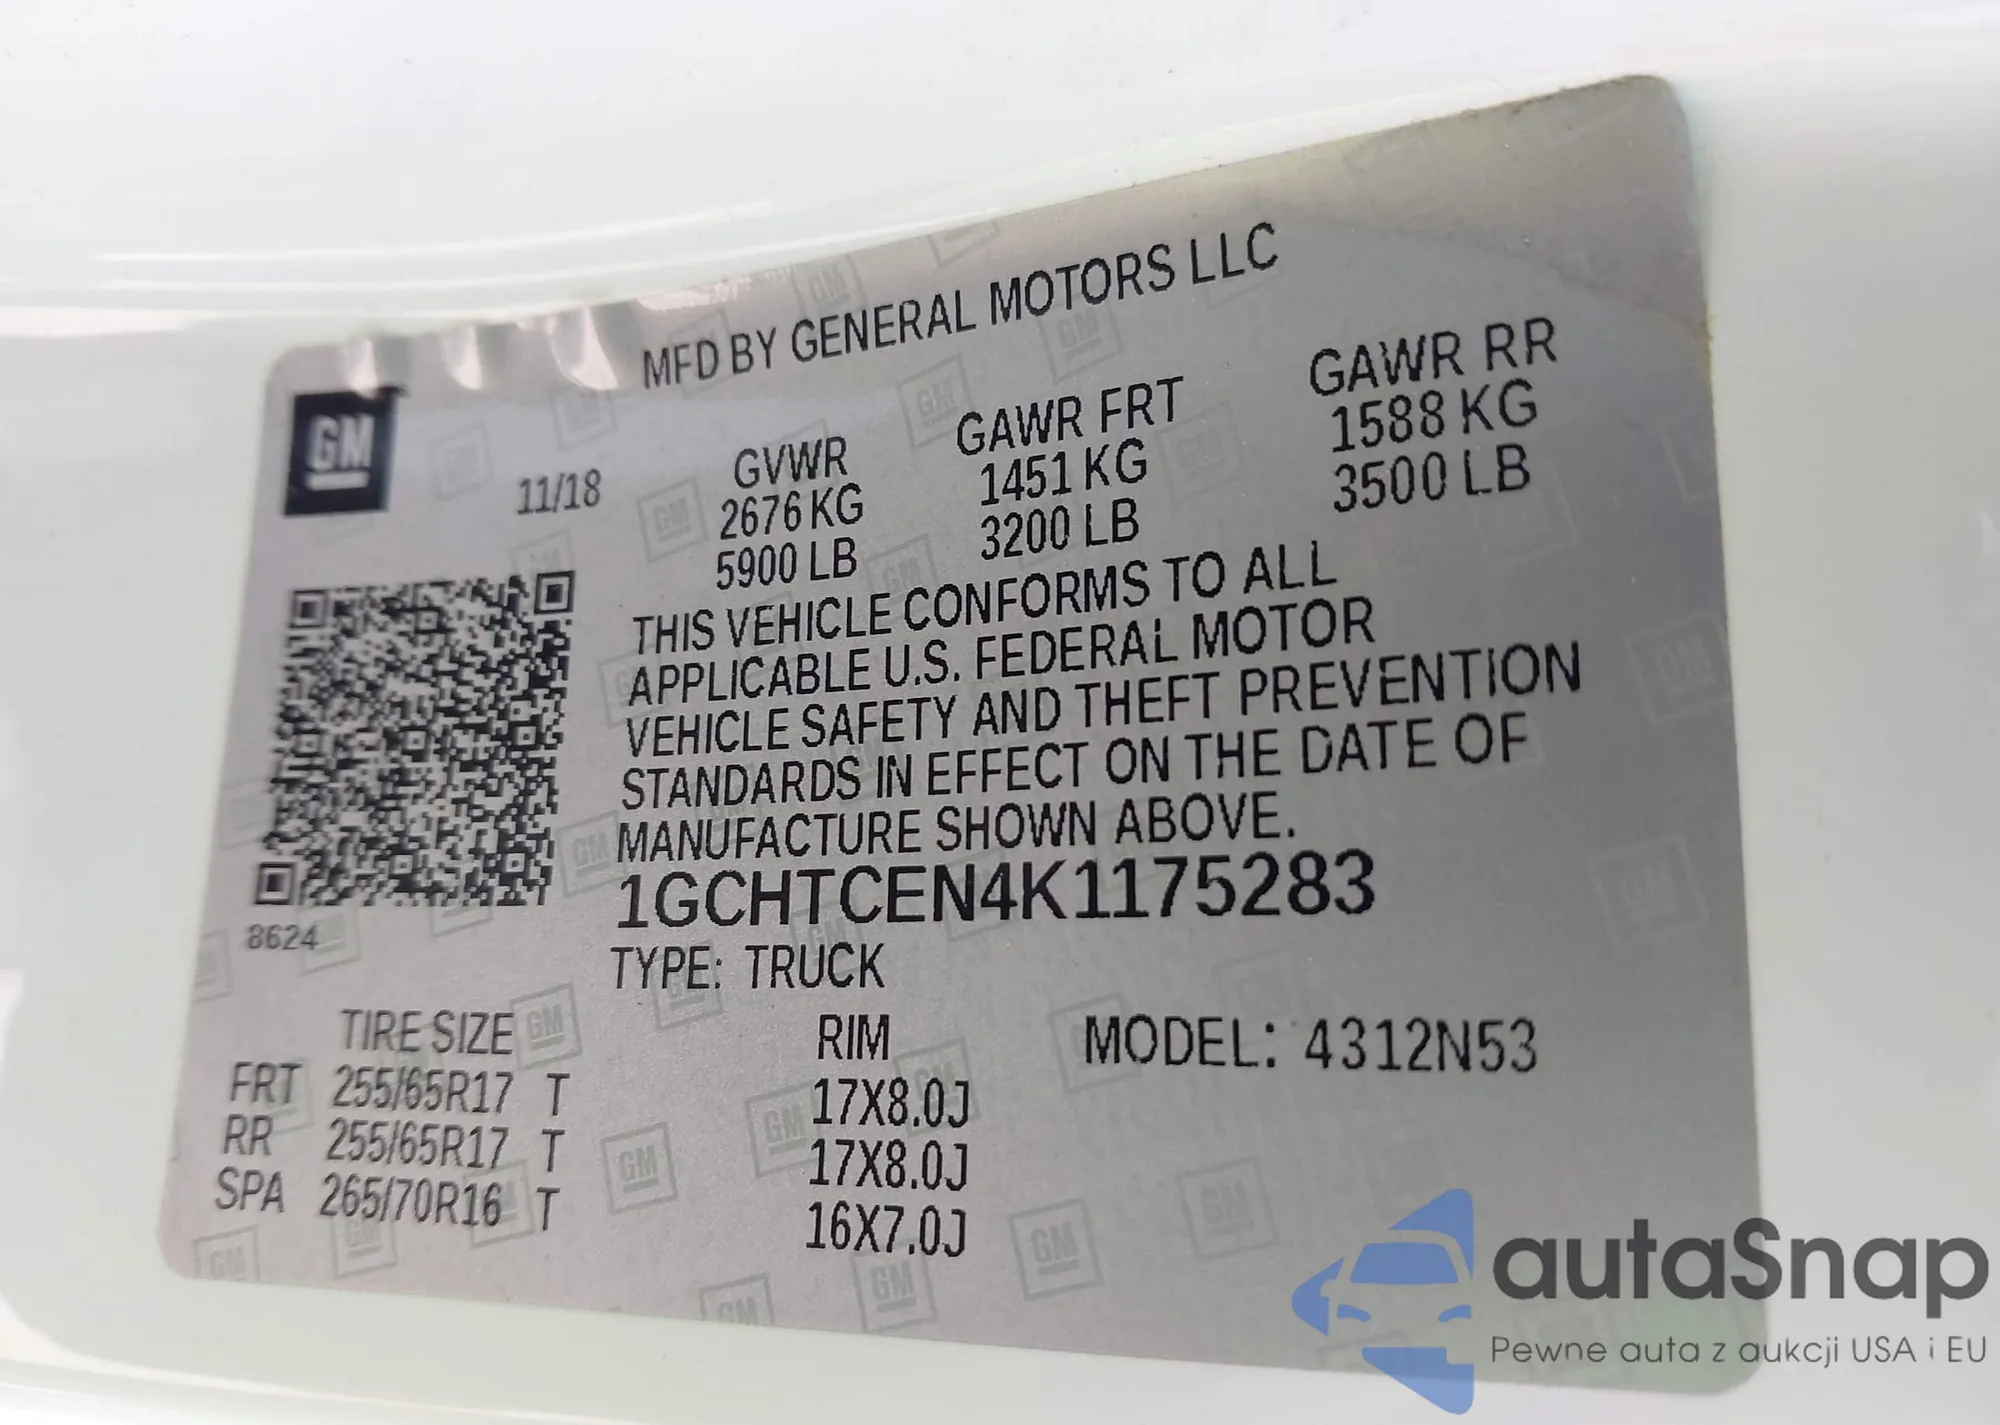 MFD BY GENERAL MOTORS LLC
GM
11/18
GVWR
2676 KG
5900 LB
GAWR FRT
1451 KG
3200 LB
GAWR RR
1588 KG
3500 LB
THIS VEHICLE CONFORMS TO ALL
APPLICABLE U.S. FEDERAL MOTOR
VEHICLE SAFETY AND THEFT PREVENTION
STANDARDS IN EFFECT ON THE DATE OF
MANUFACTURE SHOWN ABOVE.
1GCHTCEN4K1175283
8624
TYPE: TRUCK
TIRE SIZE RIM MODEL: 4312N53
FRT 255/65R17 T 17X8.0J
RR 255/65R17 T 17X8.0J
SPA 265/70R16 T 16X7.0J
autaSnap
Pewne auta z aukcji USA i EU